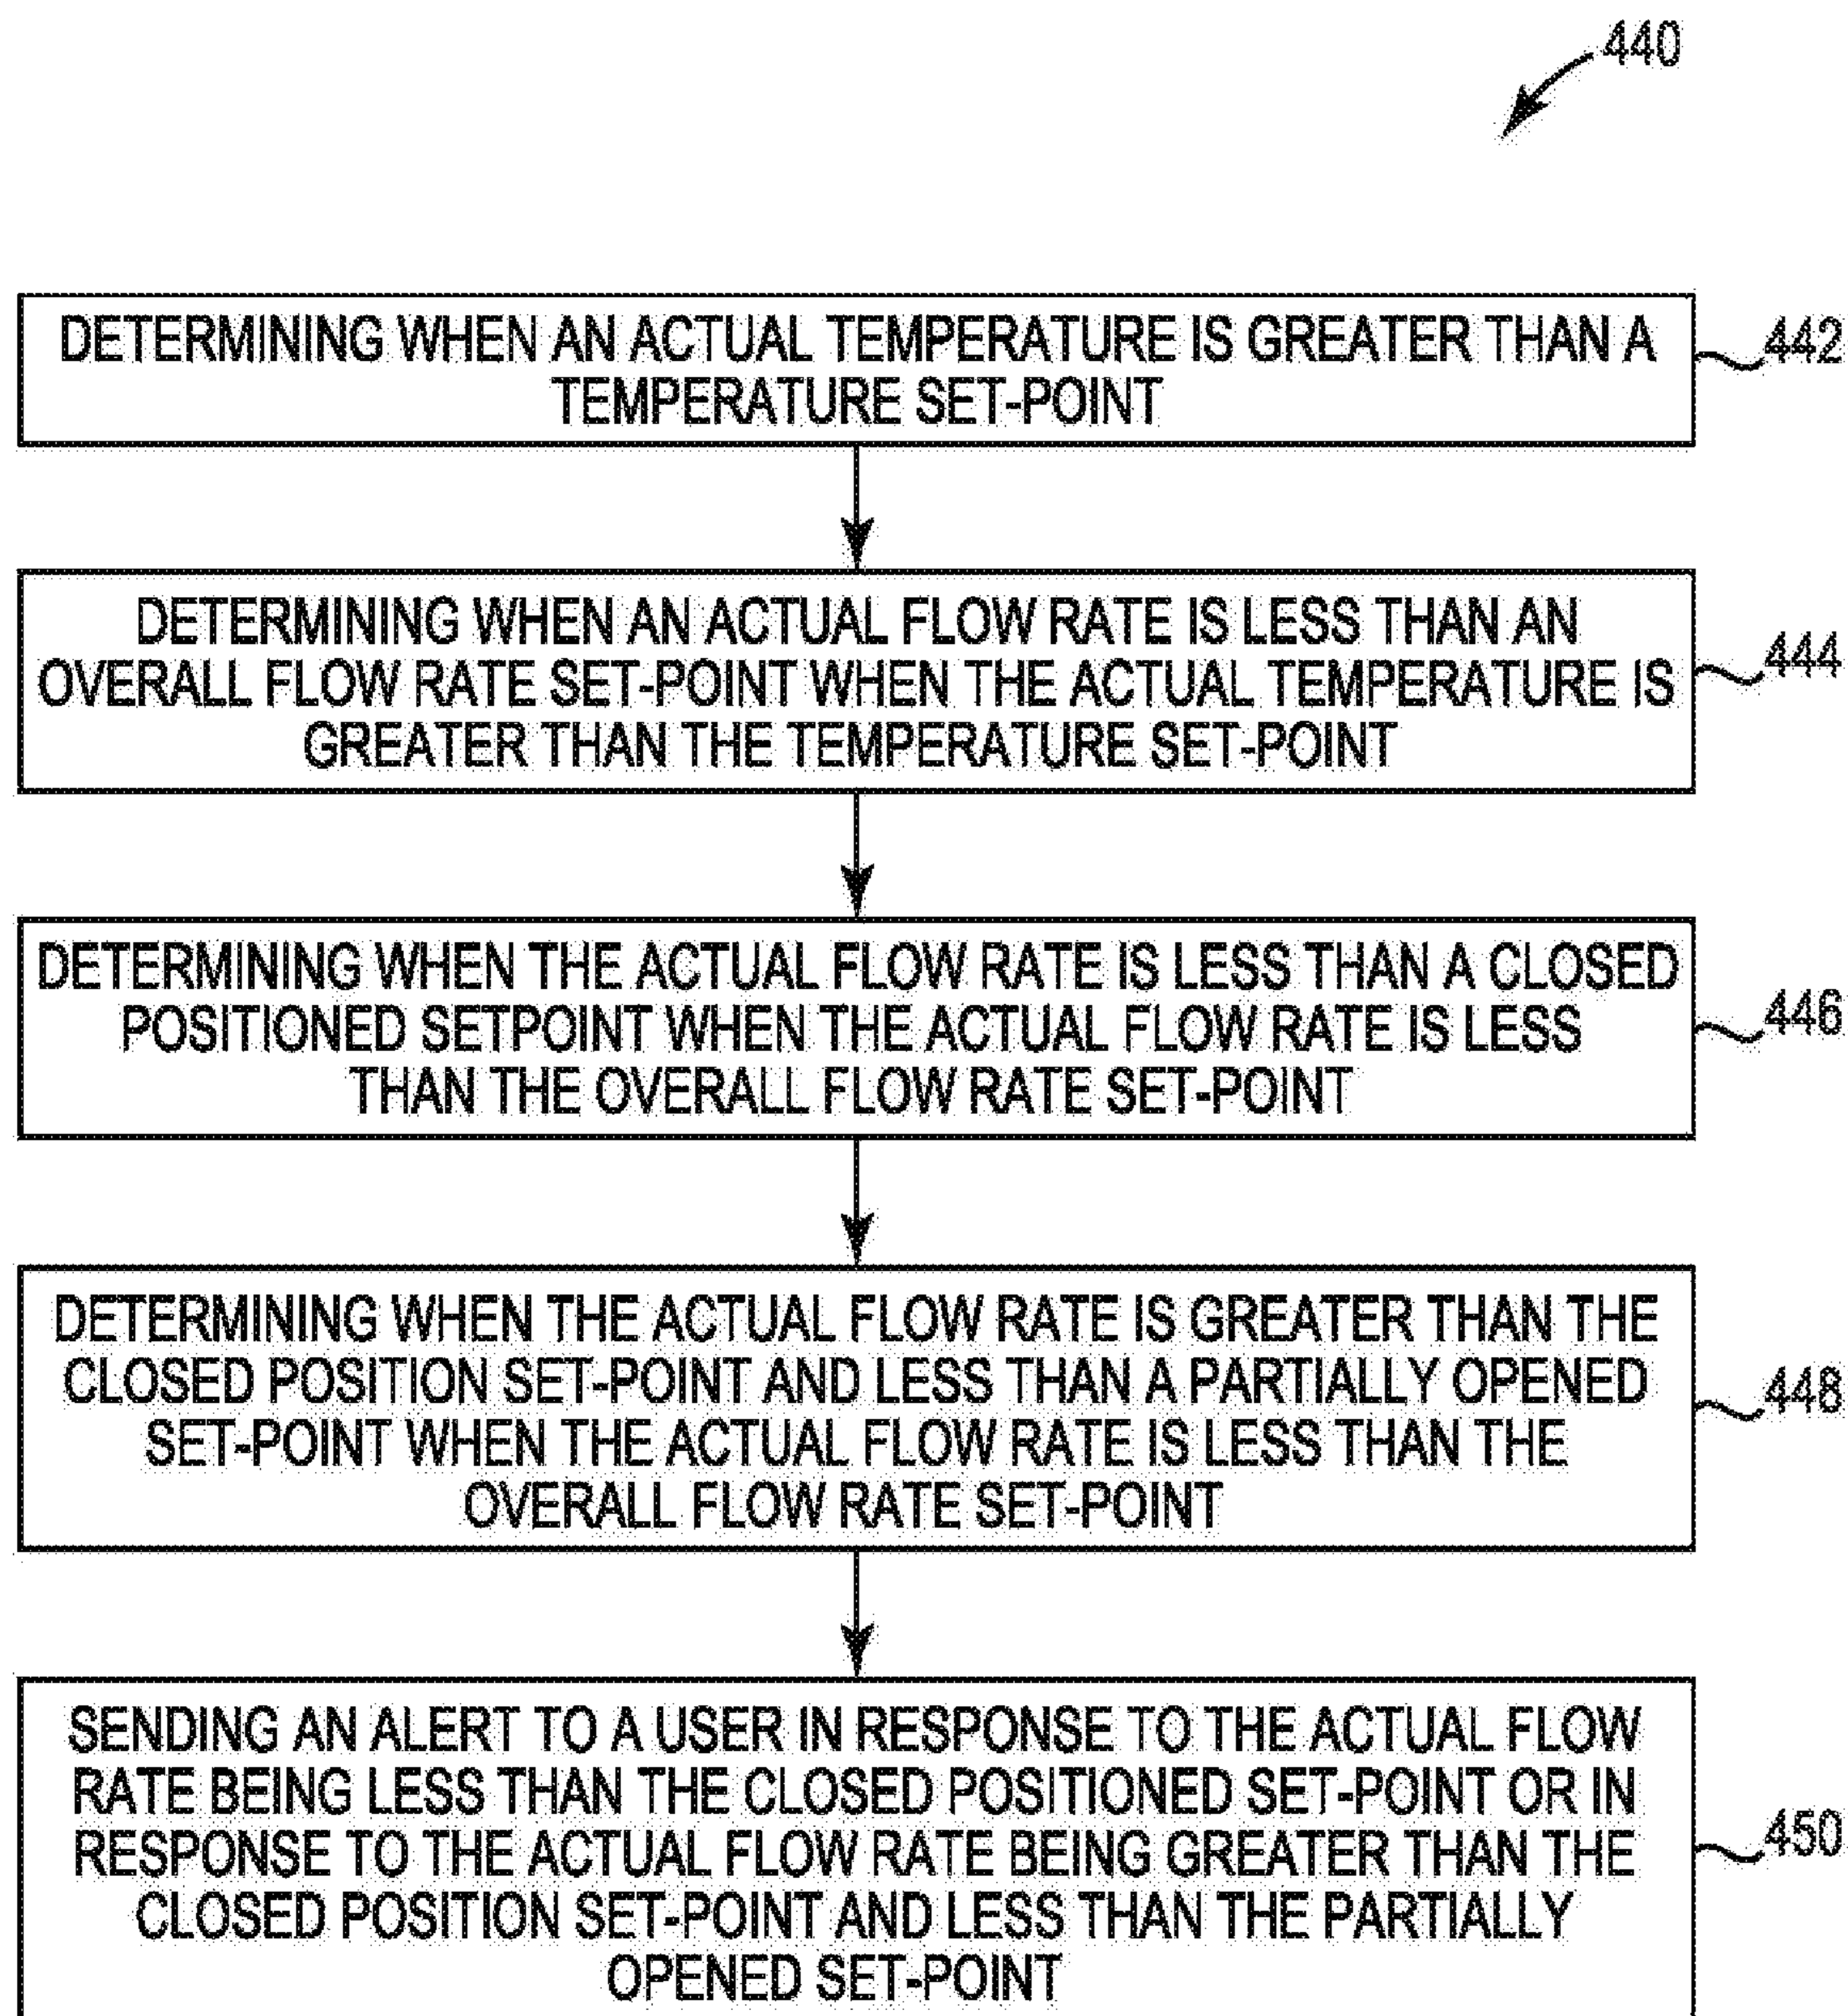 440
DETERMINING WHEN AN ACTUAL TEMPERATURE IS GREATER THAN A
TEMPERATURE SET-POINT
442
DETERMINING WHEN AN ACTUAL FLOW RATE IS LESS THAN AN
OVERALL FLOW RATE SET-POINT WHEN THE ACTUAL TEMPERATURE IS
GREATER THAN THE TEMPERATURE SET-POINT
444
DETERMINING WHEN THE ACTUAL FLOW RATE IS LESS THAN A CLOSED
POSITIONED SETPOINT WHEN THE ACTUAL FLOW RATE IS LESS
THAN THE OVERALL FLOW RATE SET-POINT
446
DETERMINING WHEN THE ACTUAL FLOW RATE IS GREATER THAN THE
CLOSED POSITION SET-POINT AND LESS THAN A PARTIALLY OPENED
SET-POINT WHEN THE ACTUAL FLOW RATE IS LESS THAN THE
OVERALL FLOW RATE SET-POINT
448
SENDING AN ALERT TO A USER IN RESPONSE TO THE ACTUAL FLOW
RATE BEING LESS THAN THE CLOSED POSITIONED SET-POINT OR IN
RESPONSE TO THE ACTUAL FLOW RATE BEING GREATER THAN THE
CLOSED POSITION SET-POINT AND LESS THAN THE PARTIALLY
OPENED SET-POINT
450